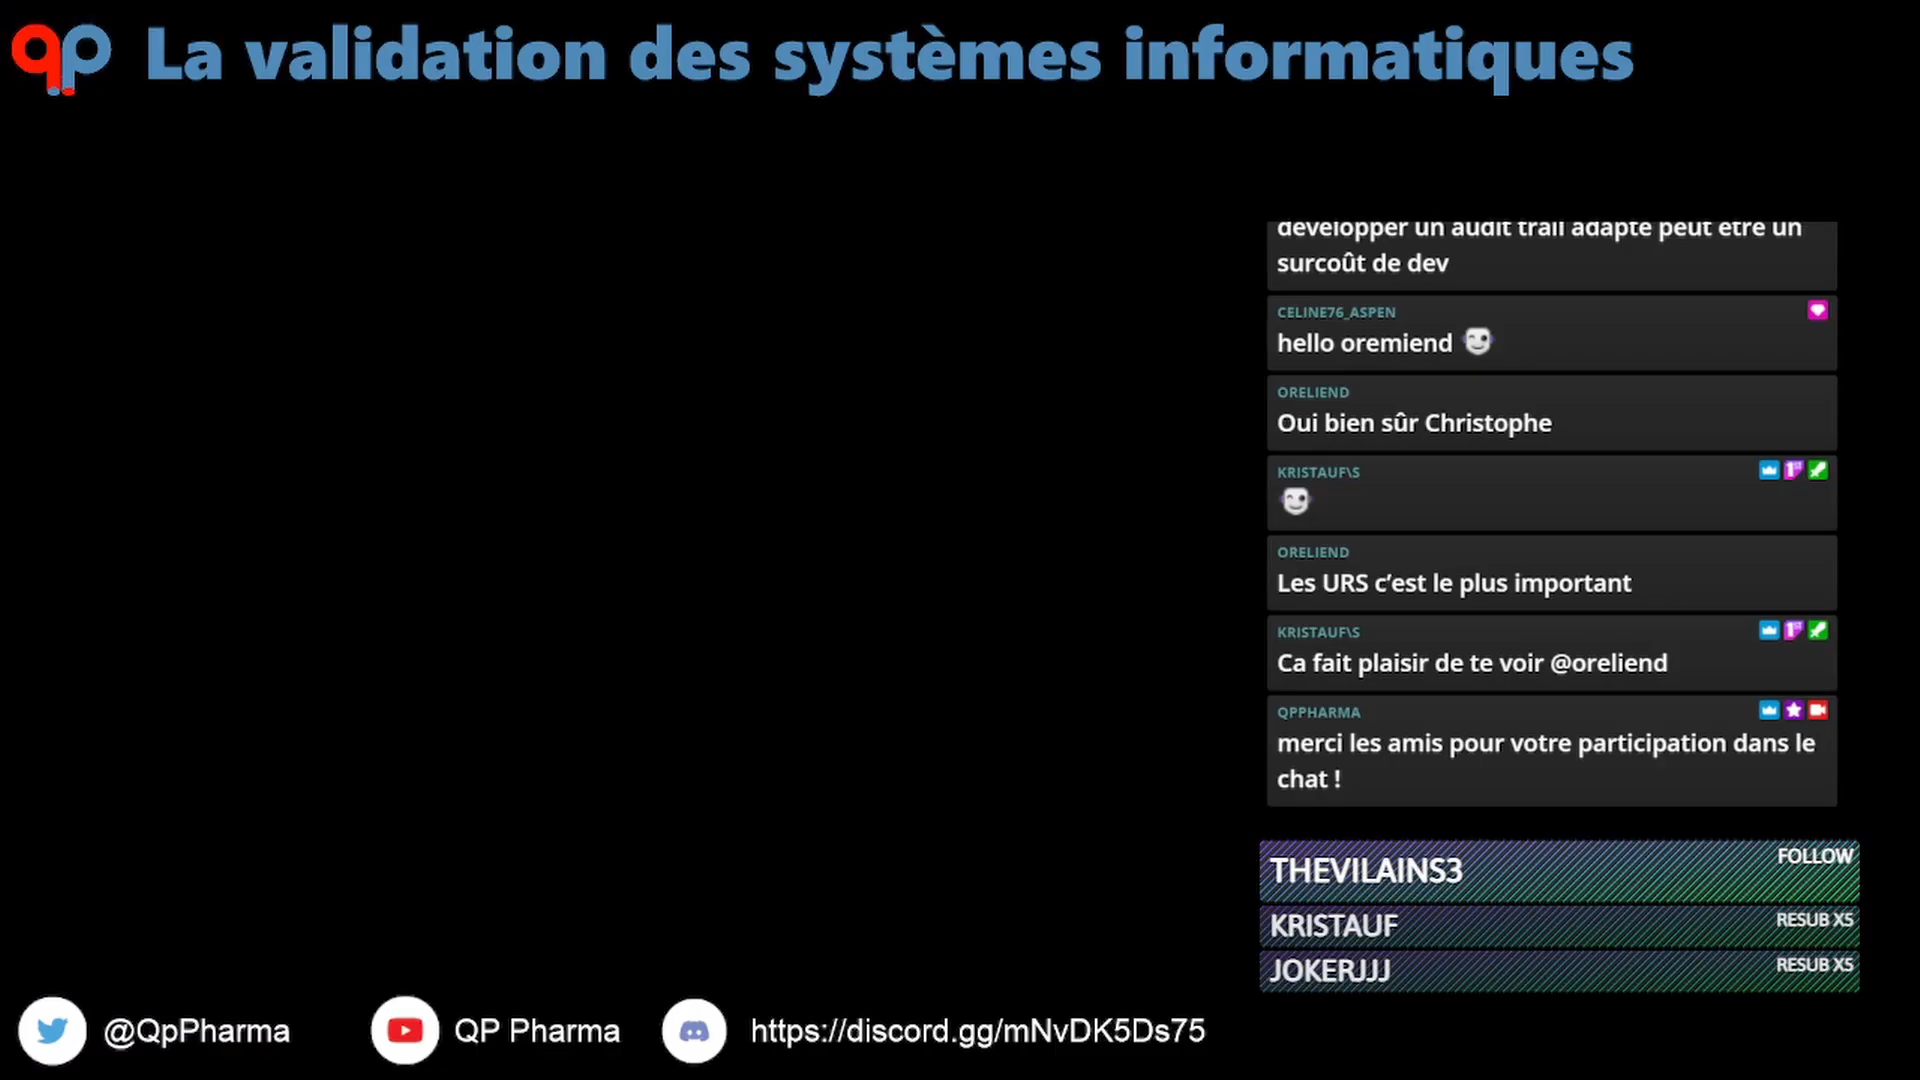 qp La validation des systèmes informatiques
développer un audit trail adapté peut être un
surcoût de dev
CELINE76_ASPEN
hello oremiend
ORELIEND
Oui bien sûr Christophe
KRISTAUF\S
ORELIEND
Les URS c’est le plus important
KRISTAUF\S
Ca fait plaisir de te voir @oreliend
QPPHARMA
merci les amis pour votre participation dans le
chat !
THEVILAINS3 FOLLOW
KRISTAUF RESUB X5
JOKERJJJ RESUB X5
@QpPharma QP Pharma https://discord.gg/mNvDK5Ds75